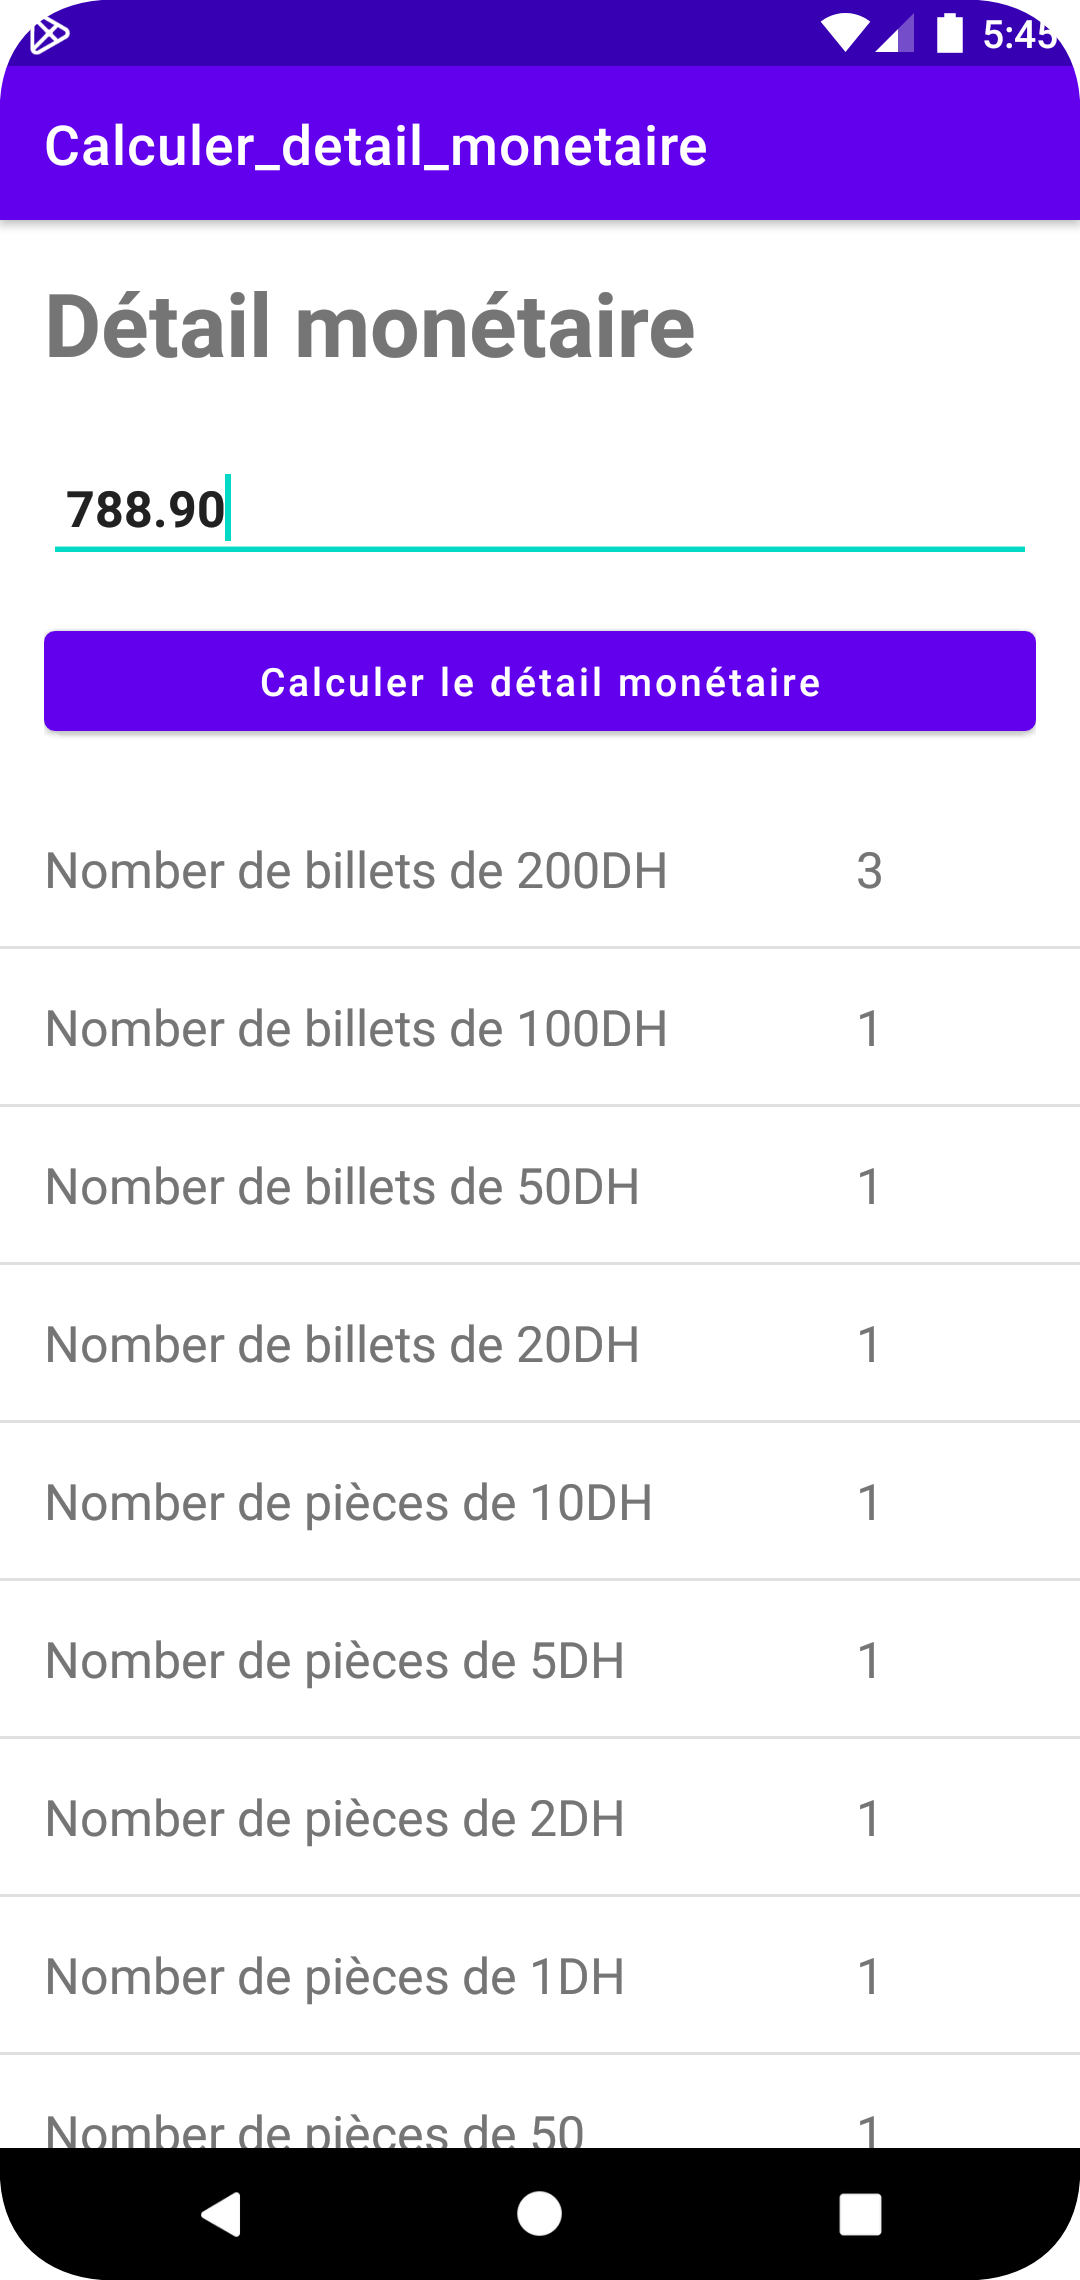 5:45
Calculer_detail_monetaire
Détail monétaire
788.90
Calculer le détail monétaire
Nomber de billets de 200DH 3
Nomber de billets de 100DH 1
Nomber de billets de 50DH 1
Nomber de billets de 20DH 1
Nomber de pièces de 10DH 1
Nomber de pièces de 5DH 1
Nomber de pièces de 2DH 1
Nomber de pièces de 1DH 1
Nomber de pièces de 50 1